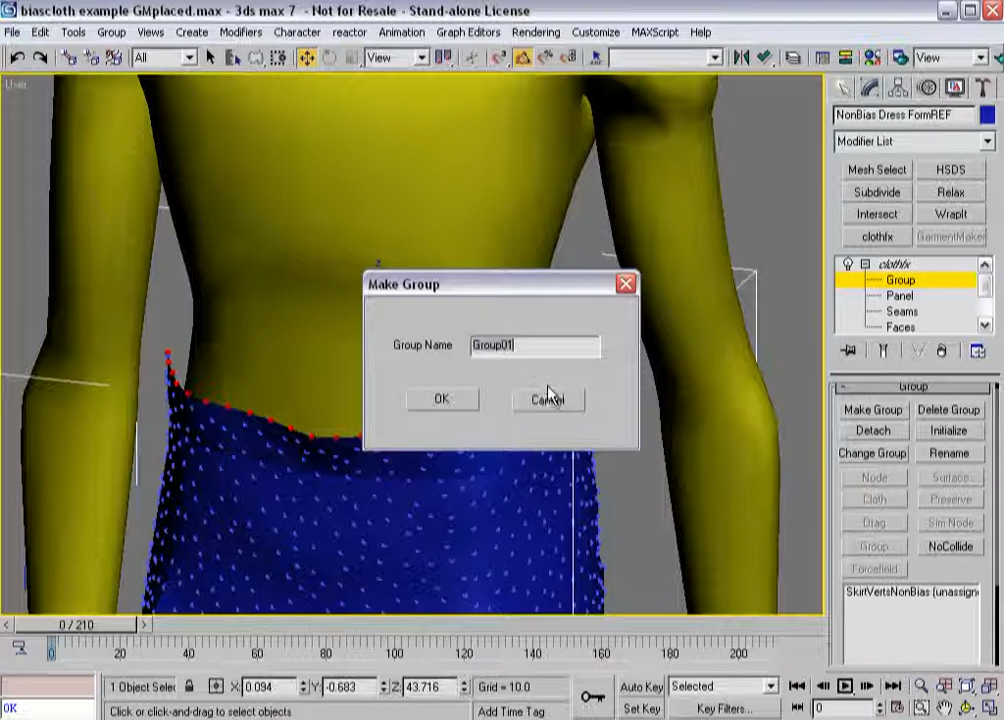 biascloth example GMplaced.max - 3ds max 7 - Not for Resale - Stand-alone License
File Edit Tools Group Views Create Modifiers Character reactor Animation Graph Editors Rendering Customize MAXScript Help
All View View
User
NonBias Dress FormREF
Modifier List
Mesh Select HSDS
Subdivide Relax
Intersect WrapIt
clothfx GarmentMaker
clothfx
Group
Panel
Seams
Faces
z
Make Group
Group Name Group01
OK Cancel
Group
Make Group Delete Group
Detach Initialize
Change Group Rename
Node Surface
Cloth Preserve
Drag Sim Node
Group NoCollide
Forcefield
SkirtVertsNonBias (unassign
< 0 / 210 >
0 20 40 60 80 100 120 140 160 180 200
1 Object Selec X: 0.094 Y: -0.683 Z: 43.716 Grid = 10.0 Auto Key Selected
OK Click or click-and-drag to select objects Add Time Tag Set Key Key Filters... 0